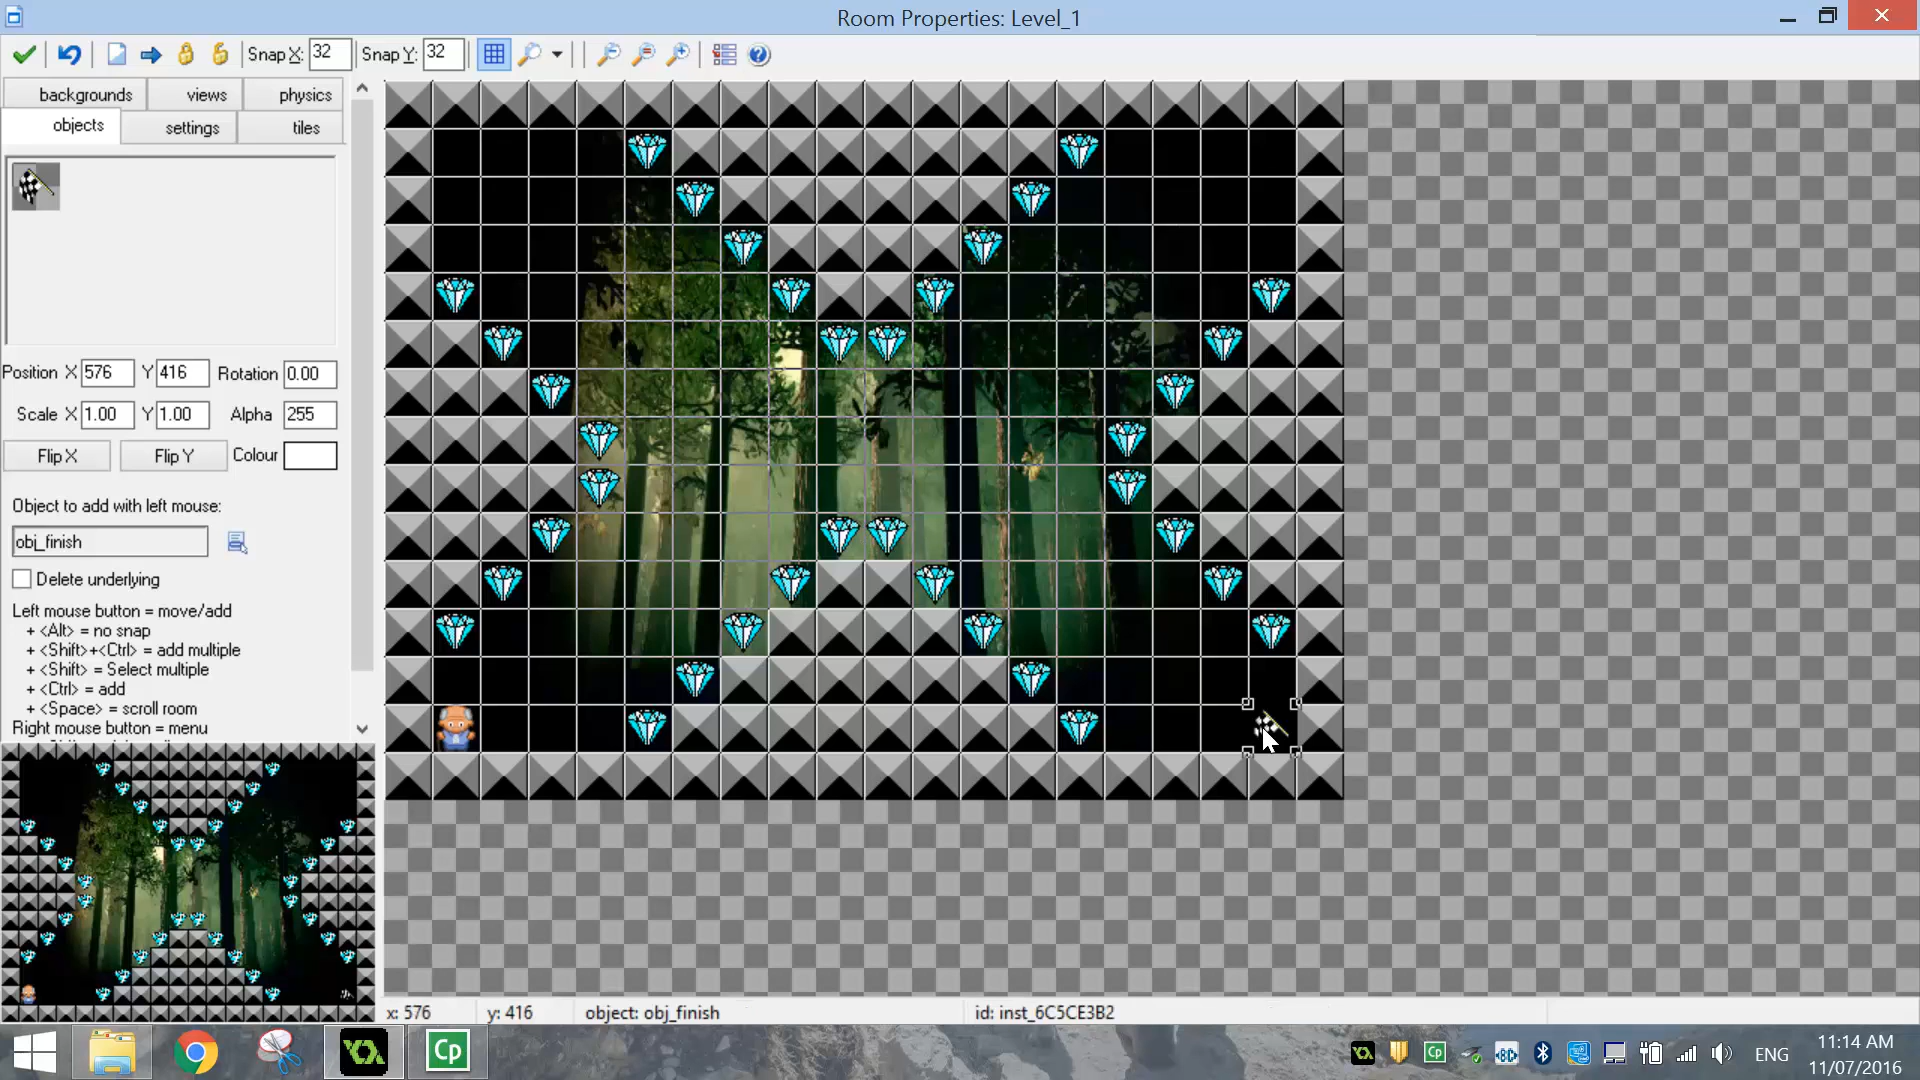 Room Properties: Level_1
Snap X: 32 Snap Y: 32
backgrounds views physics
objects settings tiles
Position X 576 Y 416 Rotation 0.00
Scale X 1.00 Y 1.00 Alpha 255
Flip X Flip Y Colour
Object to add with left mouse:
obj_finish
Delete underlying
Left mouse button = move/add
+ <Alt> = no snap
+ <Shift>+<Ctrl> = add multiple
+ <Shift> = Select multiple
+ <Ctrl> = add
+ <Space> = scroll room
Right mouse button = menu
x: 576 y: 416 object: obj_finish id: inst_6C5CE3B2
Cp
Cp
ENG
11:14 AM
11/07/2016